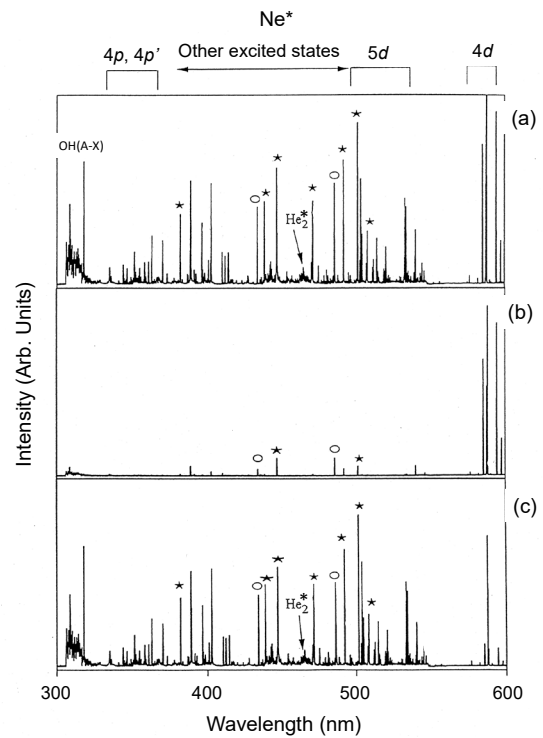 Ne*
4p, 4p’ Other excited states 5d 4d
(a)
OH(A-X)
He2*
(b)
(c)
He2*
300 400 500 600
Wavelength (nm)
Intensity (Arb. Units)